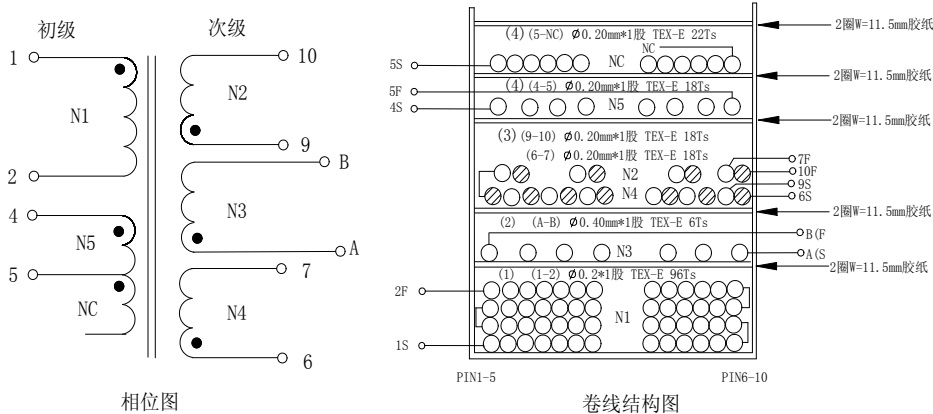 初级
次级
1
10
N1
N2
2
9
B
4
N3
N5
5
A
7
NC
N4
6
相位图
(4) (5-NC) Ø0.20mm*1股 TEX-E 22Ts
NC
5S
NC
5F
(4) (4-5) Ø0.20mm*1股 TEX-E 18Ts
4S
N5
(3) (9-10) Ø0.20mm*1股 TEX-E 18Ts
(6-7) Ø0.20mm*1股 TEX-E 18Ts
N2
N4
7F
10F
9S
6S
(2) (A-B) Ø0.40mm*1股 TEX-E 6Ts
N3
B(F
A(S
(1) (1-2) Ø0.2*1股 TEX-E 96Ts
2F
N1
1S
2圈W=11.5mm胶纸
2圈W=11.5mm胶纸
2圈W=11.5mm胶纸
2圈W=11.5mm胶纸
2圈W=11.5mm胶纸
PIN1-5
PIN6-10
卷线结构图